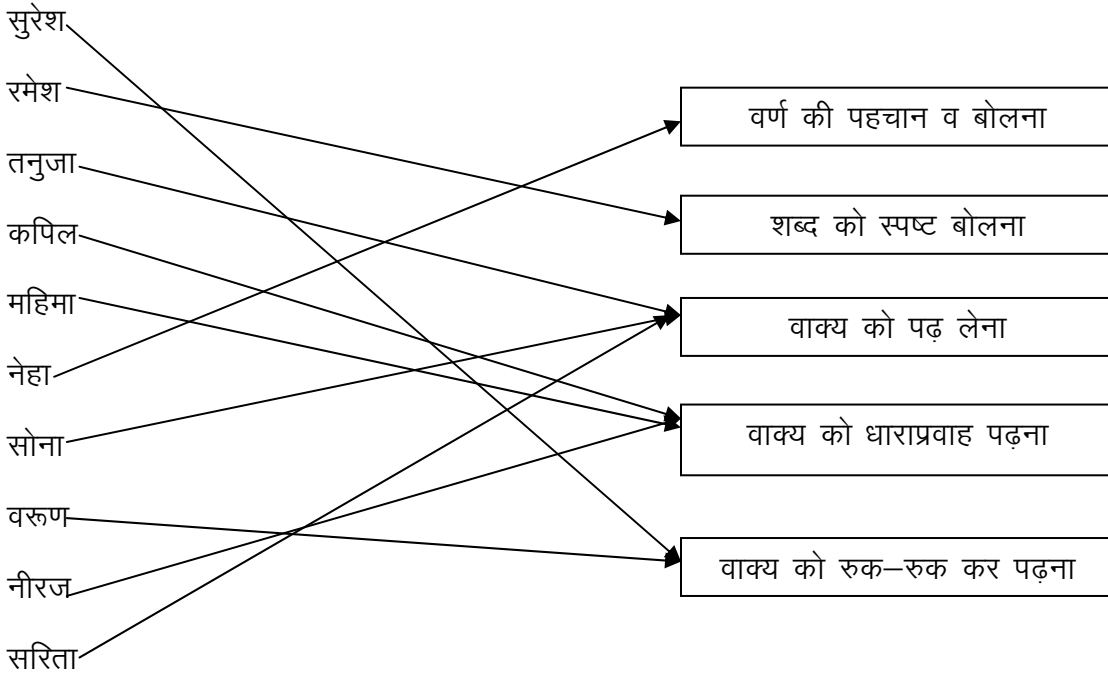 सुरेश
रमेश
तनुजा
कपिल
महिमा
नेहा
सोना
वरूण
नीरज
सरिता
वर्ण की पहचान व बोलना
शब्द को स्पष्ट बोलना
वाक्य को पढ़ लेना
वाक्य को धाराप्रवाह पढ़ना
वाक्य को रुक–रुक कर पढ़ना